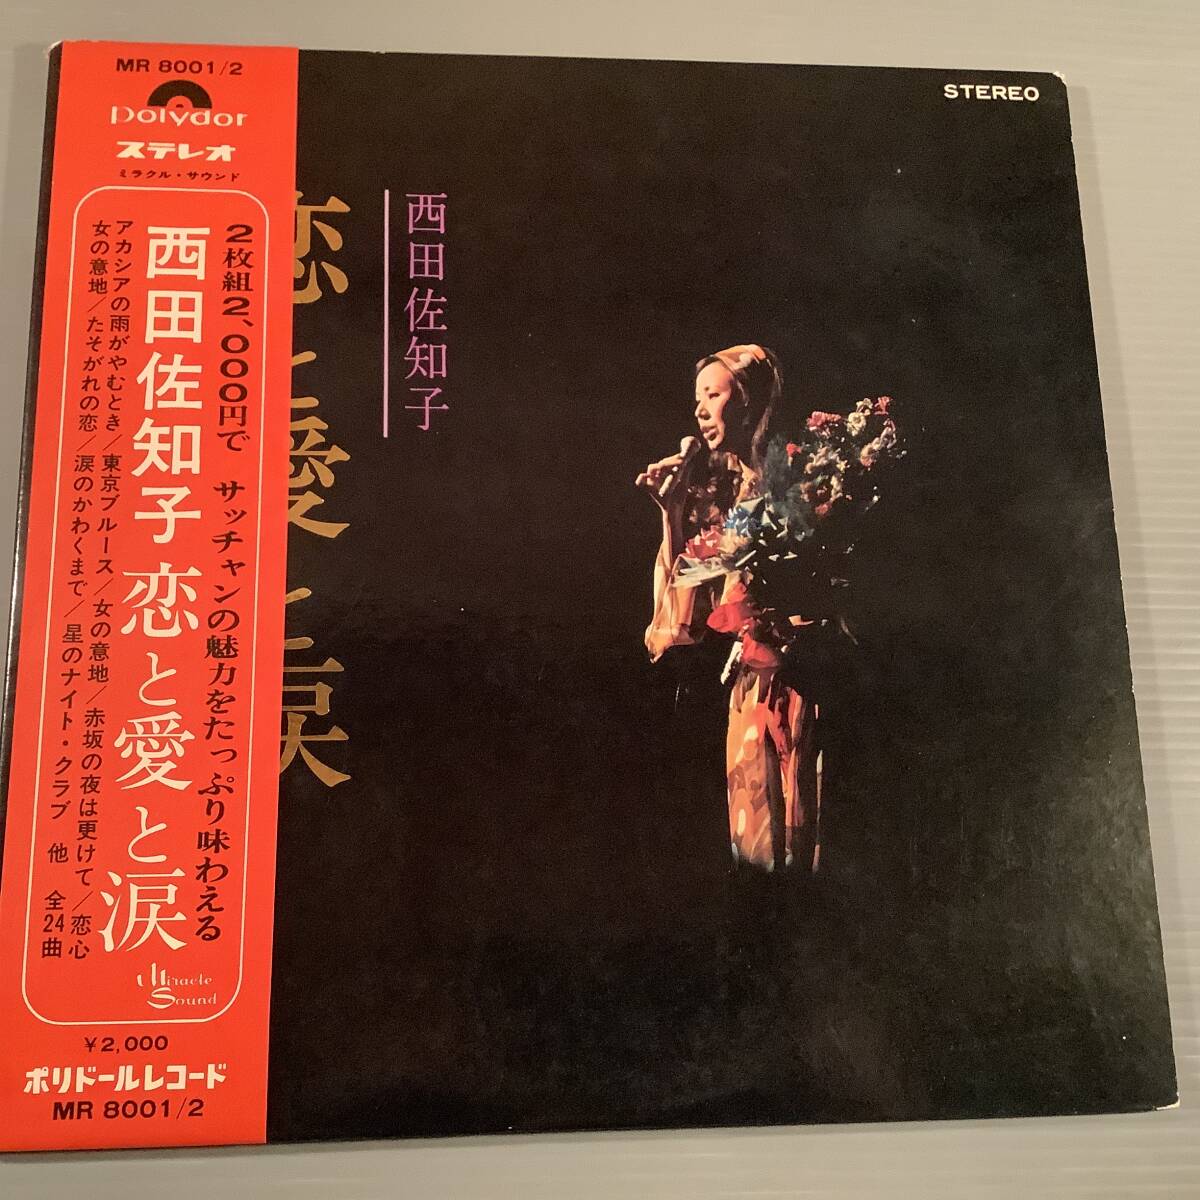 MR 8001/2
polydor
ステレオ
ミラクル・サウンド
2枚組2、000円で サッチャンの魅力をたっぷり味わえる
西田佐知子 恋と愛と涙
アカシアの雨がやむとき/東京ブルース/女の意地/赤坂の夜は更けて/恋心
女の意地/たそがれの恋/涙のかわくまで/星のナイト・クラブ 他 全24曲
Miracle
Sound
¥2,000
ポリドールレコード
MR 8001/2
STEREO
西田佐知子
恋と愛と涙